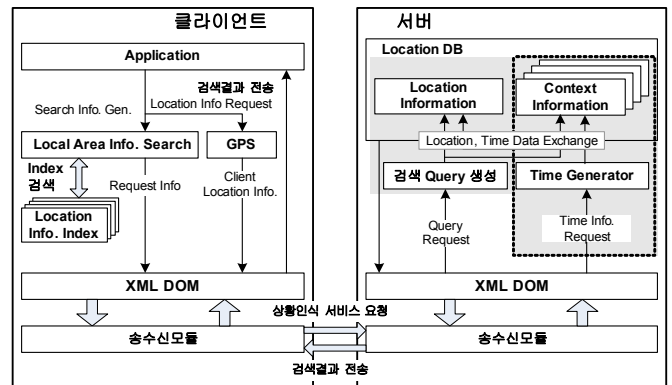 클라이언트
Application
검색결과 전송
Search Info. Gen.
Location Info Request
Local Area Info. Search
GPS
Index
검색
Request Info
Client
Location Info.
Location
Info. Index
XML DOM
송수신모듈
상황인식 서비스 요청
검색결과 전송
서버
Location DB
Location
Information
Context
Information
Location, Time Data Exchange
검색 Query 생성
Time Generator
Query
Request
Time Info.
Request
XML DOM
송수신모듈